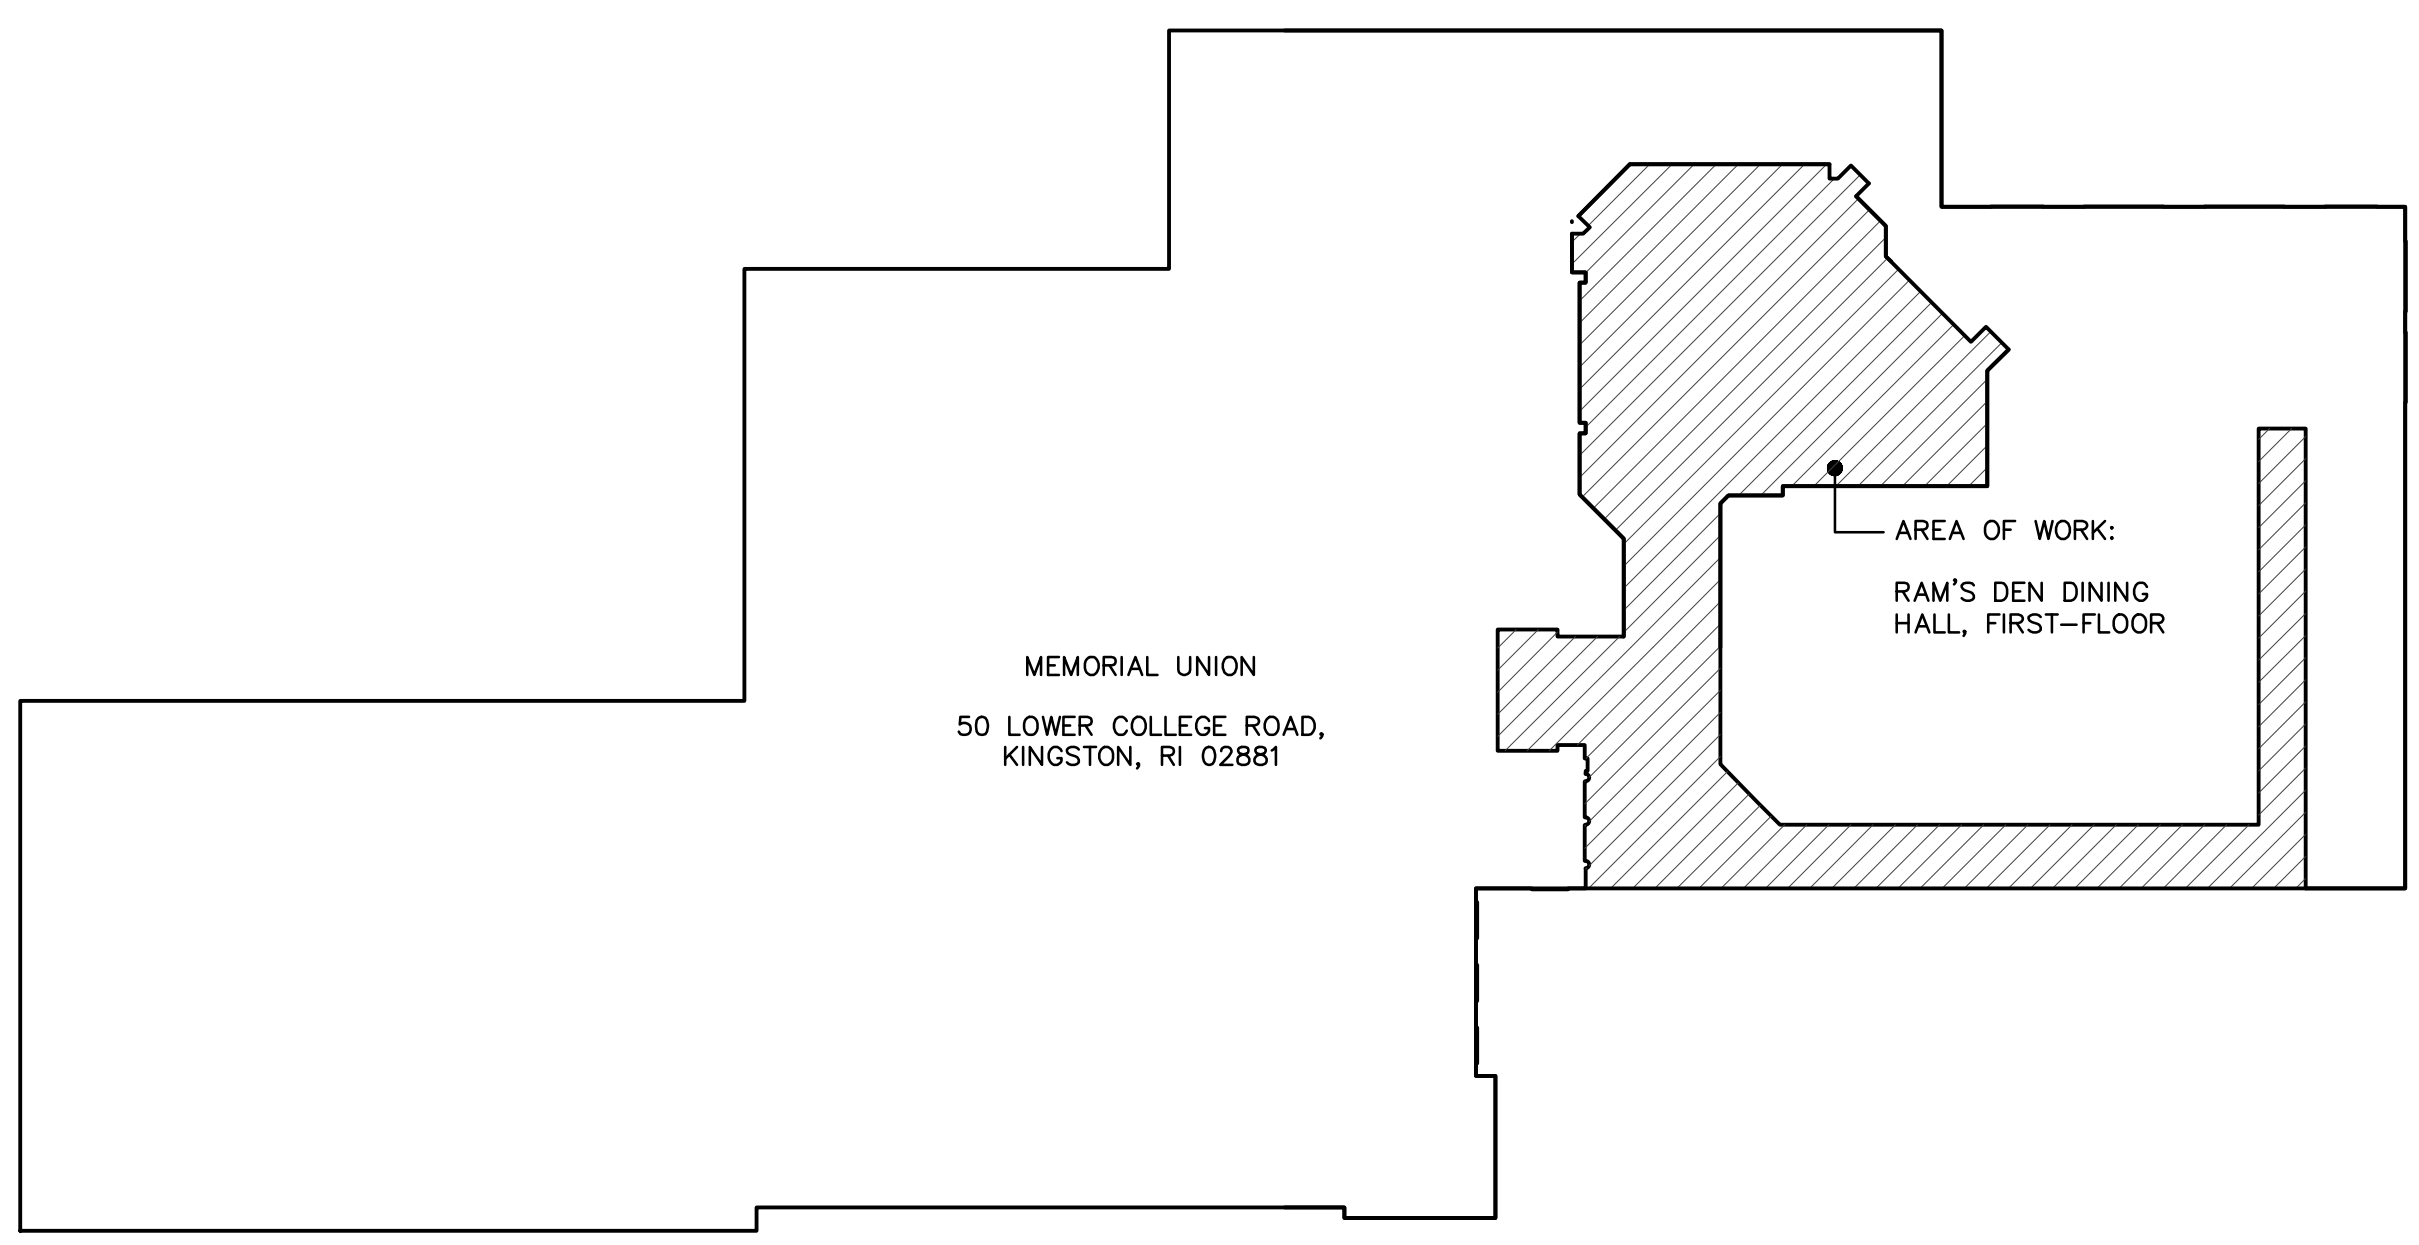 AREA OF WORK:
RAM'S DEN DINING
HALL, FIRST-FLOOR
MEMORIAL UNION
50 LOWER COLLEGE ROAD,
KINGSTON, RI 02881